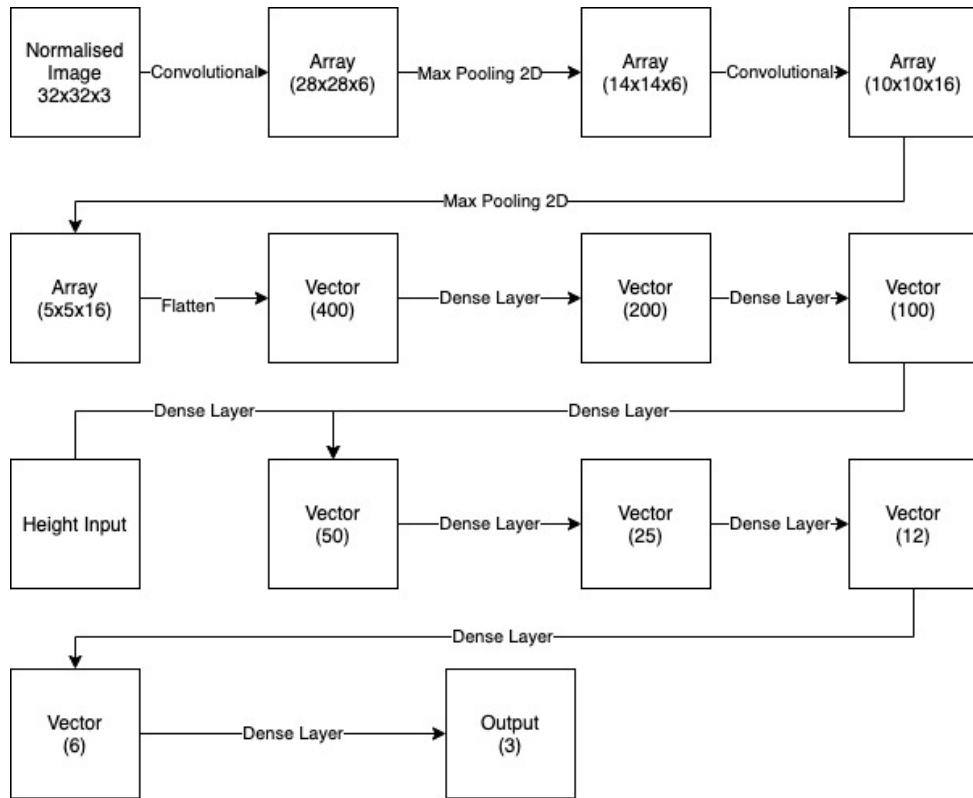 Normalised
Image
32x32x3
Convolutional
Array
(28x28x6)
Max Pooling 2D
Array
(14x14x6)
Convolutional
Array
(10x10x16)
Max Pooling 2D
Array
(5x5x16)
Flatten
Vector
(400)
Dense Layer
Vector
(200)
Dense Layer
Vector
(100)
Dense Layer
Dense Layer
Height Input
Vector
(50)
Dense Layer
Vector
(25)
Dense Layer
Vector
(12)
Dense Layer
Vector
(6)
Dense Layer
Output
(3)